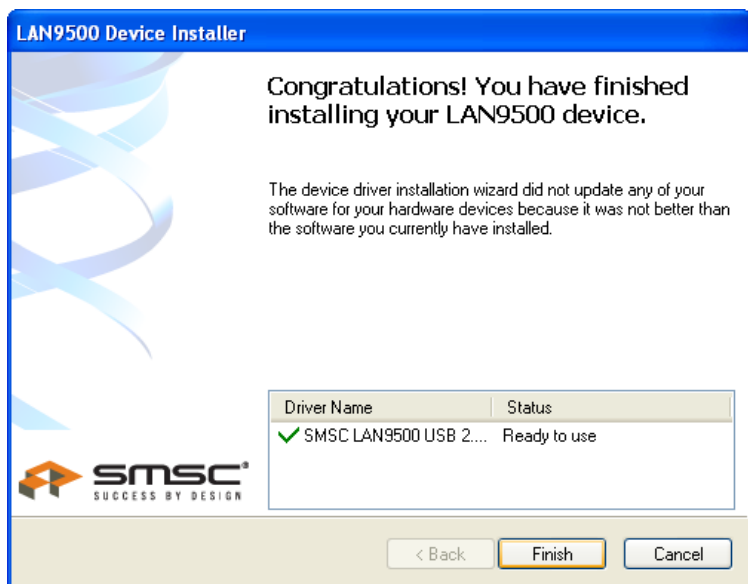 LAN9500 Device Installer
Congratulations! You have finished
installing your LAN9500 device.
The device driver installation wizard did not update any of your
software for your hardware devices because it was not better than
the software you currently have installed.
Driver Name Status
SMSC LAN9500 USB 2.... Ready to use
smsc®
SUCCESS BY DESIGN
< Back Finish Cancel